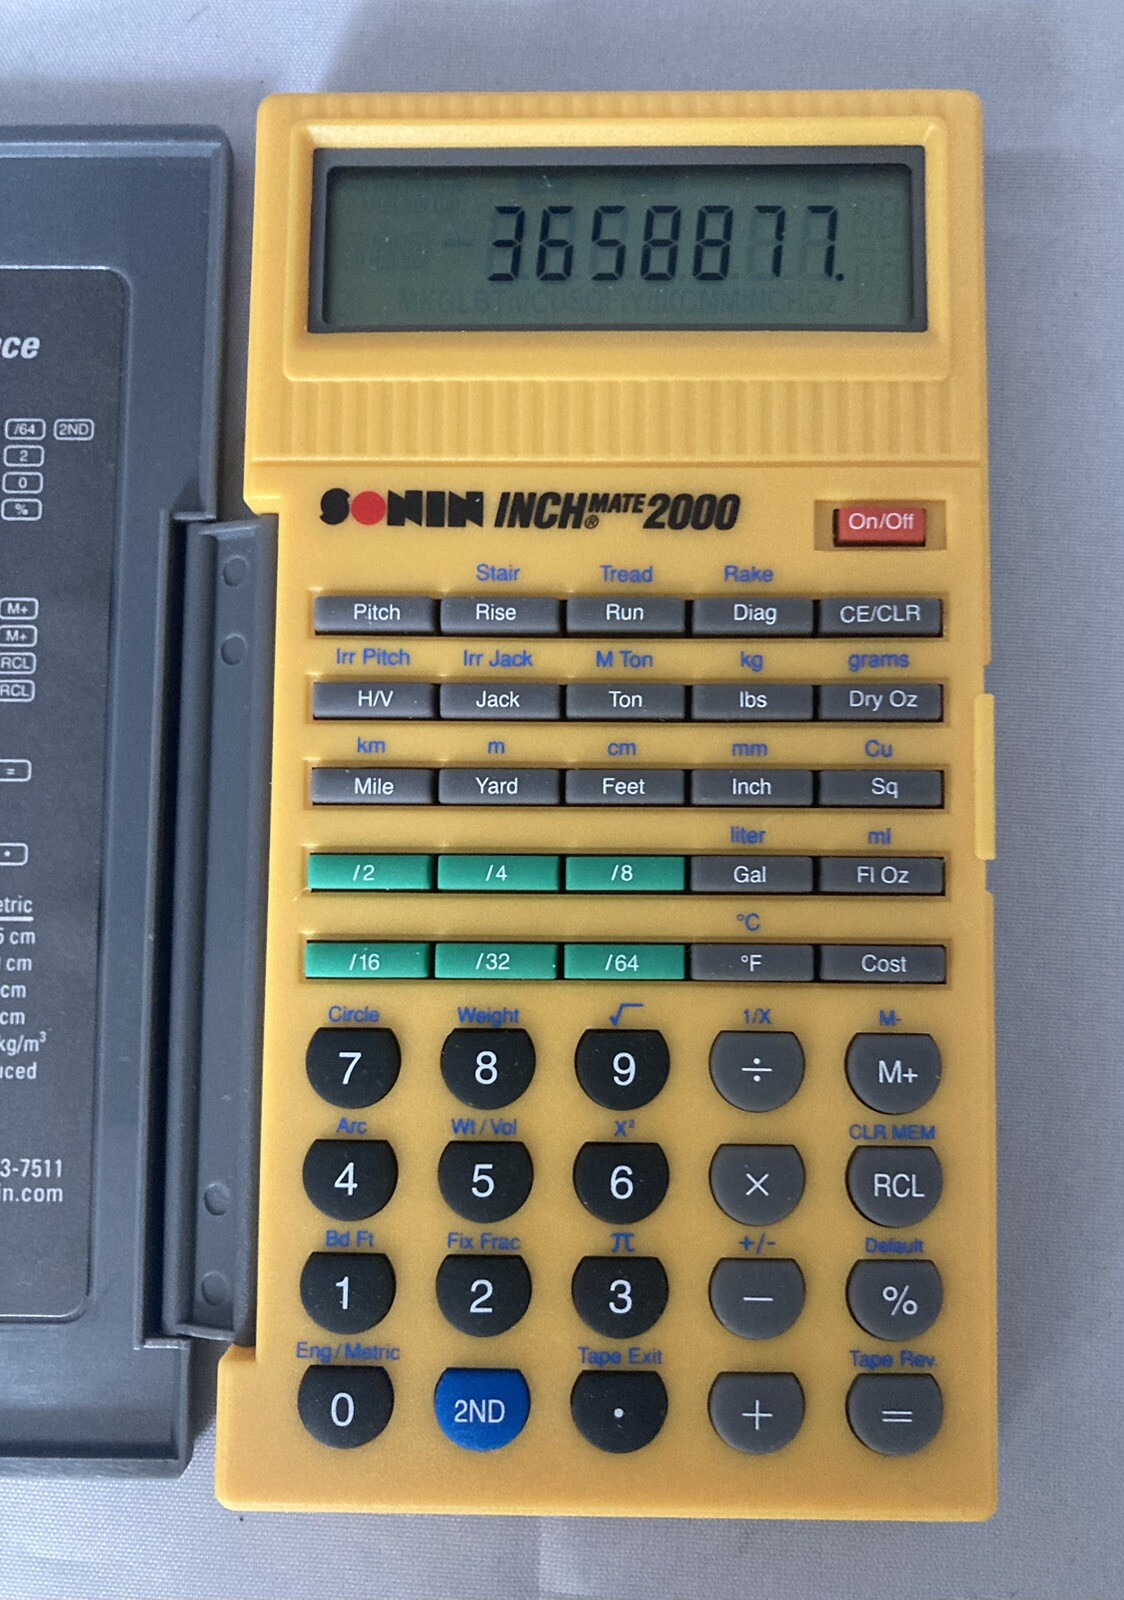 3658877.
ce
/64 2ND
2
0
%
M+
M+
RCL
RCL
=
•
etric
cm
cm
cm
cm
kg/m³
uced
3-7511
in.com
SONIN INCHMATE® 2000
On/Off
Stair Tread Rake
Pitch Rise Run Diag CE/CLR
Irr Pitch Irr Jack M Ton kg grams
H/V Jack Ton lbs Dry Oz
km m cm mm Cu
Mile Yard Feet Inch Sq
liter ml
/2 /4 /8 Gal Fl Oz
°C
/16 /32 /64 °F Cost
Circle Weight √ 1/X M-
7 8 9 ÷ M+
Arc Wt/Vol X² CLR MEM
4 5 6 × RCL
Bd Ft Fix Frac π +/- Default
1 2 3 − %
Eng/Metric Tape Exit Tape Rev.
0 2ND • + =